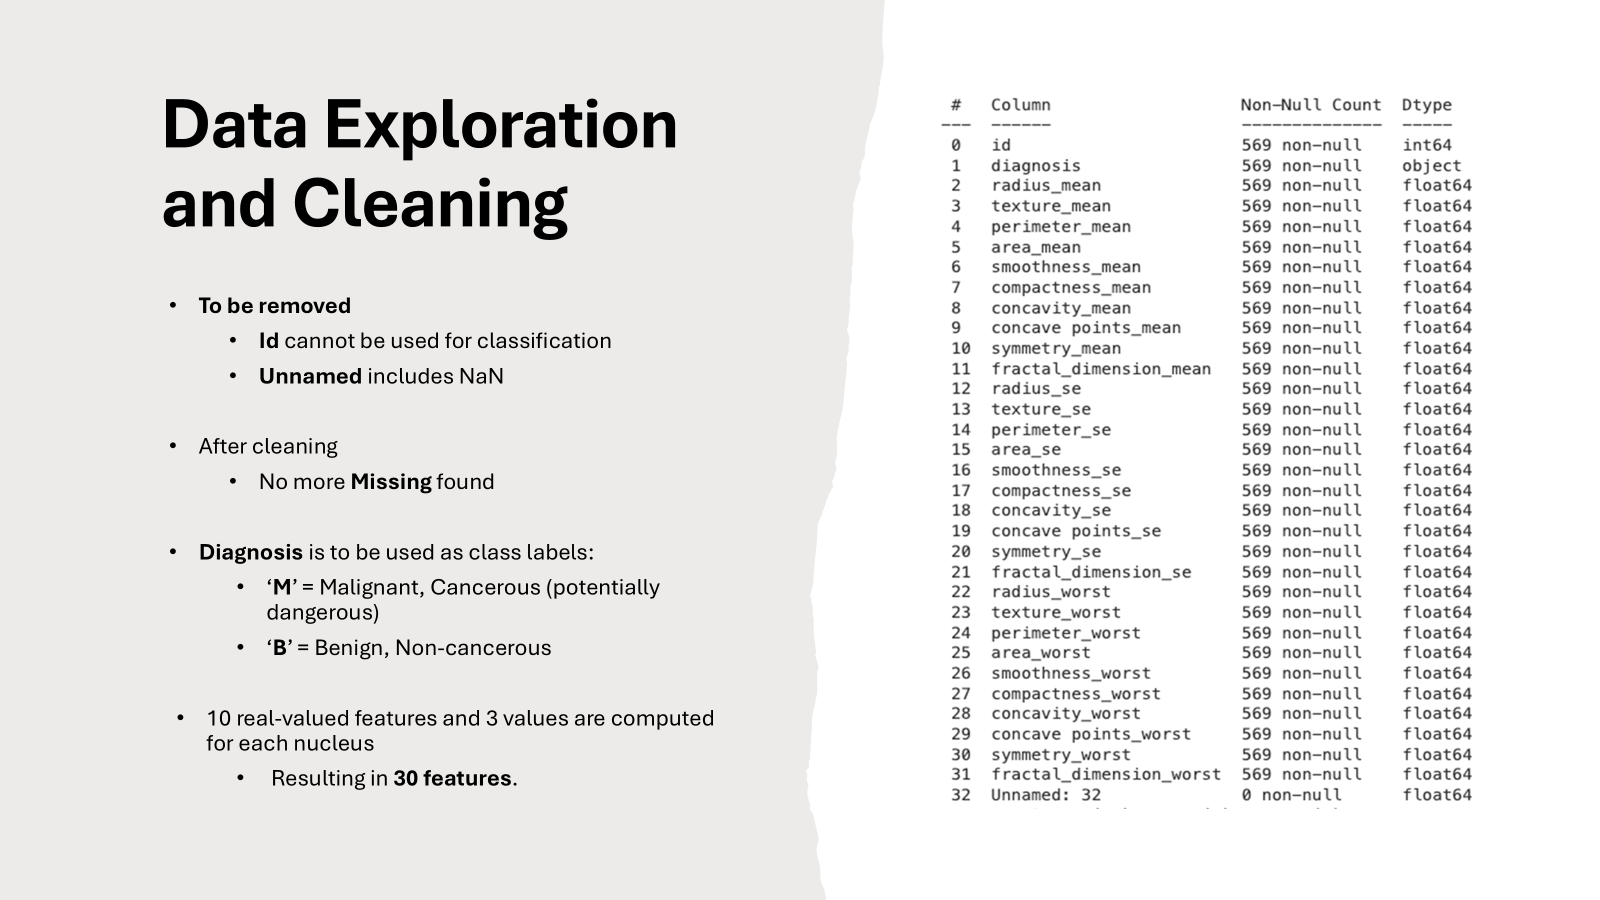 Data Exploration
and Cleaning
• To be removed
• Id cannot be used for classification
• Unnamed includes NaN
• After cleaning
• No more Missing found
• Diagnosis is to be used as class labels:
• ‘M’ = Malignant, Cancerous (potentially
dangerous)
• ‘B’ = Benign, Non-cancerous
• 10 real-valued features and 3 values are computed
for each nucleus
• Resulting in 30 features.
# Column Non-Null Count Dtype
--- ------ -------------- -----
0 id 569 non-null int64
1 diagnosis 569 non-null object
2 radius_mean 569 non-null float64
3 texture_mean 569 non-null float64
4 perimeter_mean 569 non-null float64
5 area_mean 569 non-null float64
6 smoothness_mean 569 non-null float64
7 compactness_mean 569 non-null float64
8 concavity_mean 569 non-null float64
9 concave points_mean 569 non-null float64
10 symmetry_mean 569 non-null float64
11 fractal_dimension_mean 569 non-null float64
12 radius_se 569 non-null float64
13 texture_se 569 non-null float64
14 perimeter_se 569 non-null float64
15 area_se 569 non-null float64
16 smoothness_se 569 non-null float64
17 compactness_se 569 non-null float64
18 concavity_se 569 non-null float64
19 concave points_se 569 non-null float64
20 symmetry_se 569 non-null float64
21 fractal_dimension_se 569 non-null float64
22 radius_worst 569 non-null float64
23 texture_worst 569 non-null float64
24 perimeter_worst 569 non-null float64
25 area_worst 569 non-null float64
26 smoothness_worst 569 non-null float64
27 compactness_worst 569 non-null float64
28 concavity_worst 569 non-null float64
29 concave points_worst 569 non-null float64
30 symmetry_worst 569 non-null float64
31 fractal_dimension_worst 569 non-null float64
32 Unnamed: 32 0 non-null float64